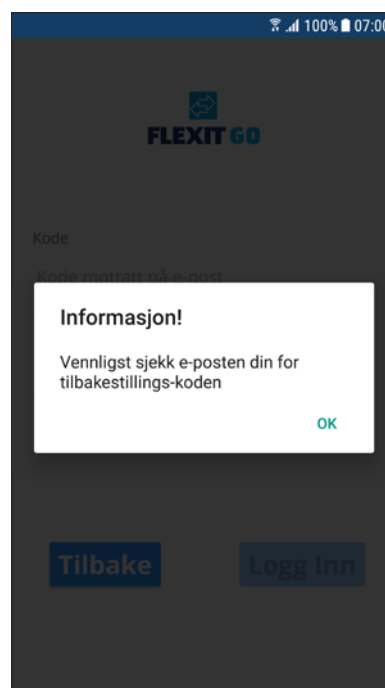 100% 07:00
FLEXIT GO
Kode
Kode mottatt på e-post
Informasjon!
Vennligst sjekk e-posten din for
tilbakestillings-koden
OK
Tilbake
Logg Inn